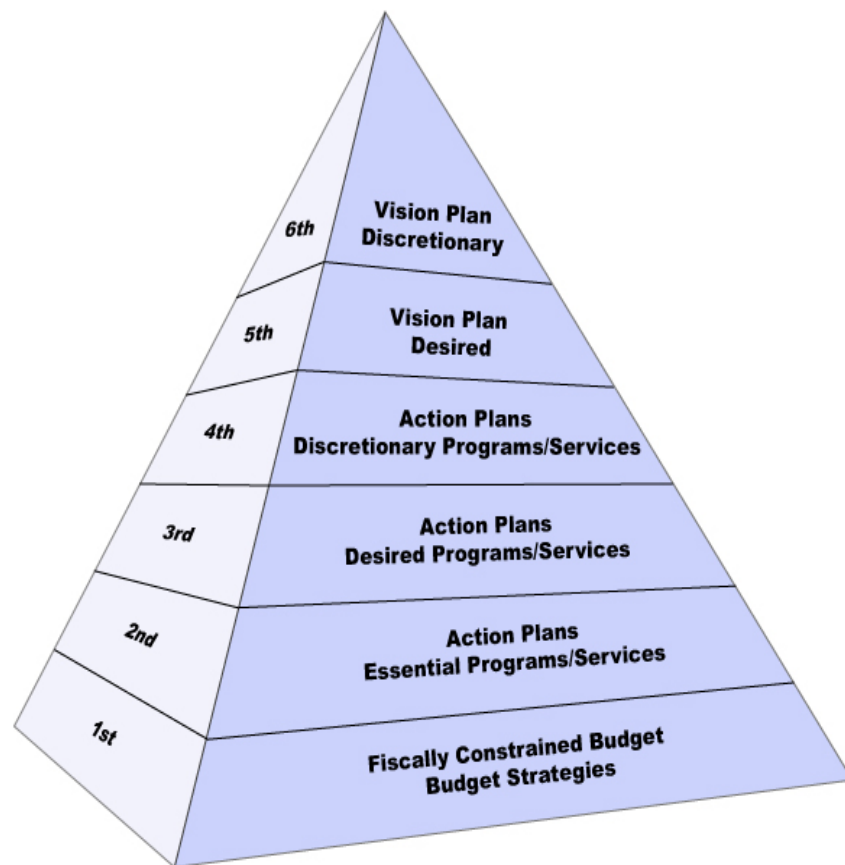 6th
Vision Plan
Discretionary
5th
Vision Plan
Desired
4th
Action Plans
Discretionary Programs/Services
3rd
Action Plans
Desired Programs/Services
2nd
Action Plans
Essential Programs/Services
1st
Fiscally Constrained Budget
Budget Strategies